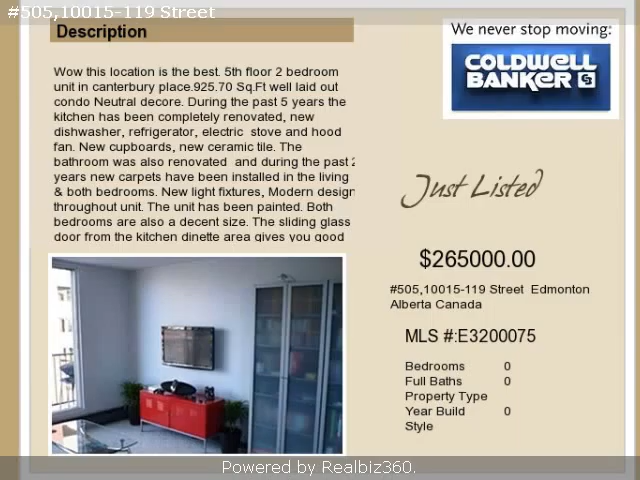 #505,10015-119 Street
Description
Wow this location is the best. 5th floor 2 bedroom
unit in canterbury place.925.70 Sq.Ft well laid out
condo Neutral decore. During the past 5 years the
kitchen has been completely renovated, new
dishwasher, refrigerator, electric stove and hood
fan. New cupboards, new ceramic tile. The
bathroom was also renovated and during the past 2
years new carpets have been installed in the living
& both bedrooms. New light fixtures, Modern design
throughout unit. The unit has been painted. Both
bedrooms are also a decent size. The sliding glass
door from the kitchen dinette area gives you good
We never stop moving:
COLDWELL
BANKER CB
Just Listed
$265000.00
#505,10015-119 Street Edmonton
Alberta Canada
MLS #:E3200075
Bedrooms 0
Full Baths 0
Property Type
Year Build 0
Style
Powered by Realbiz360.